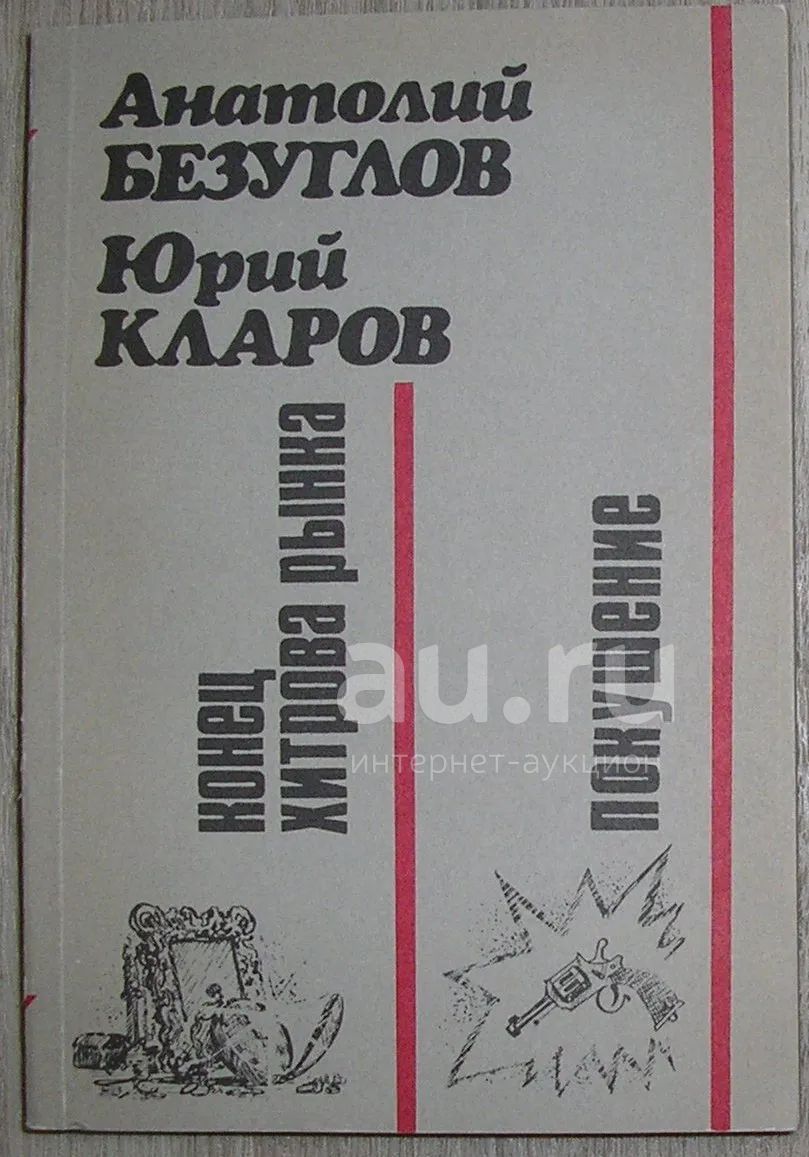 Анатолий
БЕЗУГЛОВ
Юрий
КЛАРОВ
КОНЕЦ
ХИТРОВА РЫНКА
ПОКУШЕНИЕ
au.ru
интернет-аукцион